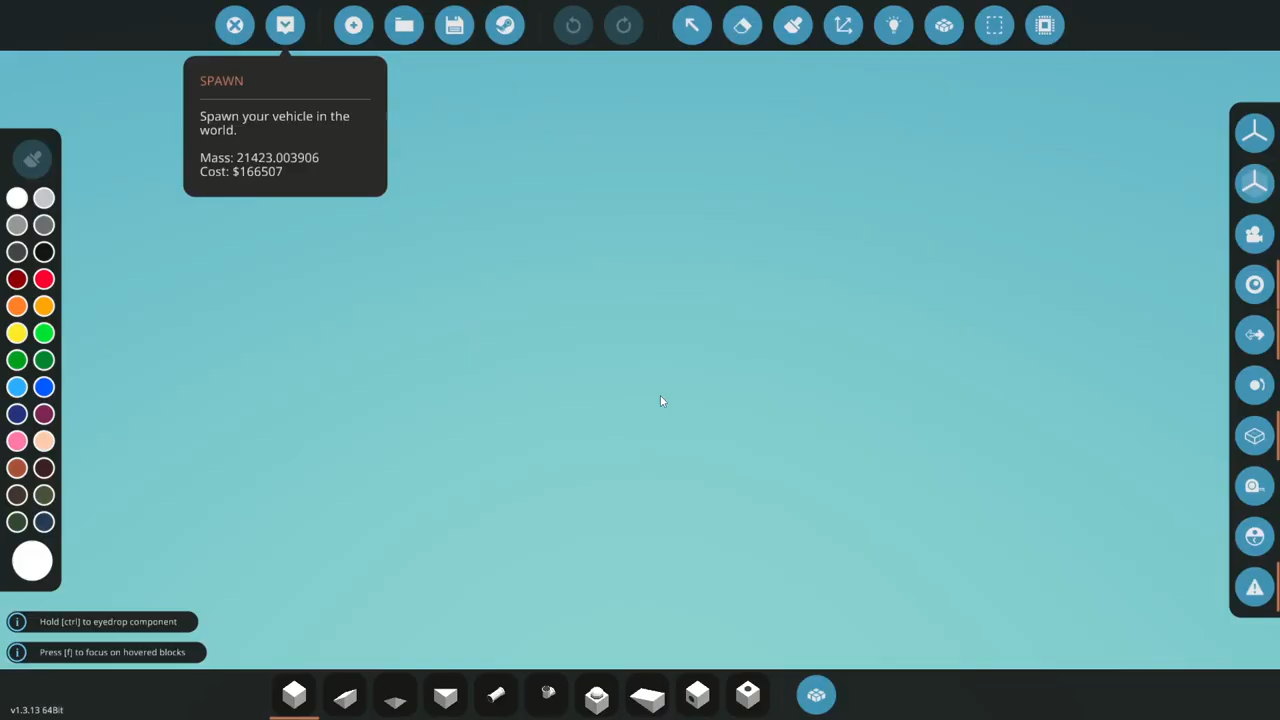 SPAWN
Spawn your vehicle in the
world.
Mass: 21423.003906
Cost: $166507
Hold [ctrl] to eyedrop component
Press [f] to focus on hovered blocks
v1.3.13 64Bit